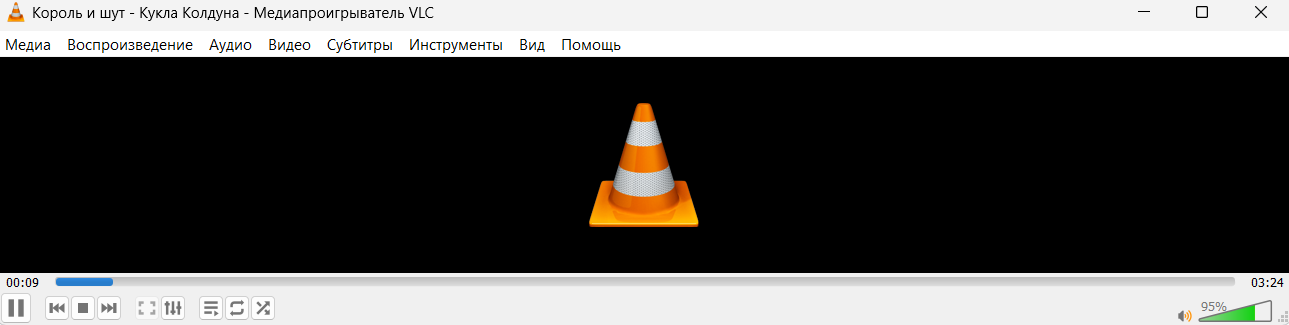 Король и шут - Кукла Колдуна - Медиапроигрыватель VLC
Медиа Воспроизведение Аудио Видео Субтитры Инструменты Вид Помощь
00:09 03:24
95%